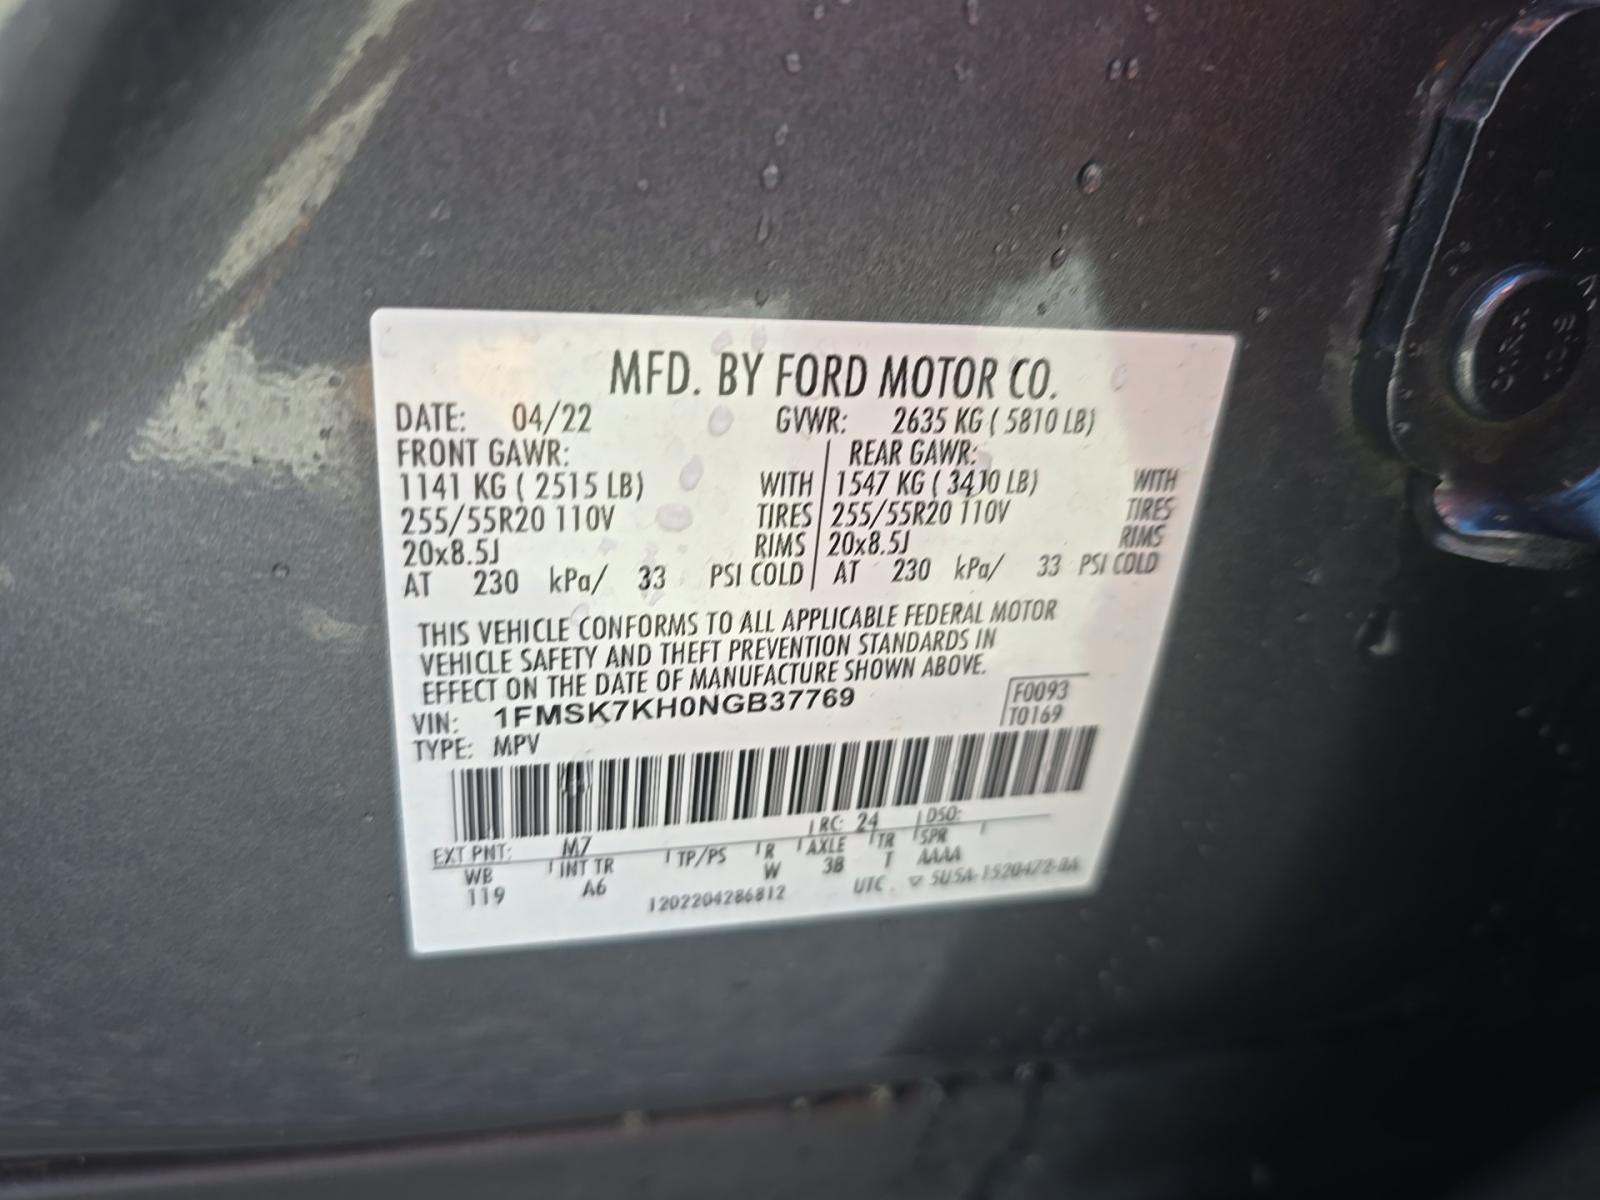 MFD. BY FORD MOTOR CO.
DATE: 04/22 GVWR: 2635 KG ( 5810 LB)
FRONT GAWR: REAR GAWR:
1141 KG ( 2515 LB) WITH 1547 KG ( 3410 LB) WITH
255/55R20 110V TIRES 255/55R20 110V TIRES
20x8.5J RIMS 20x8.5J RIMS
AT 230 kPa/ 33 PSI COLD AT 230 kPa/ 33 PSI COLD
THIS VEHICLE CONFORMS TO ALL APPLICABLE FEDERAL MOTOR
VEHICLE SAFETY AND THEFT PREVENTION STANDARDS IN
EFFECT ON THE DATE OF MANUFACTURE SHOWN ABOVE.
VIN: 1FMSK7KH0NGB37769 F0093
TYPE: MPV T0169
EXT PNT: M7 RC: 24 DSO:
WB INT TR TP/PS R AXLE TR SPR
119 A6 W 3B T AAAA
1202204286812 UTC